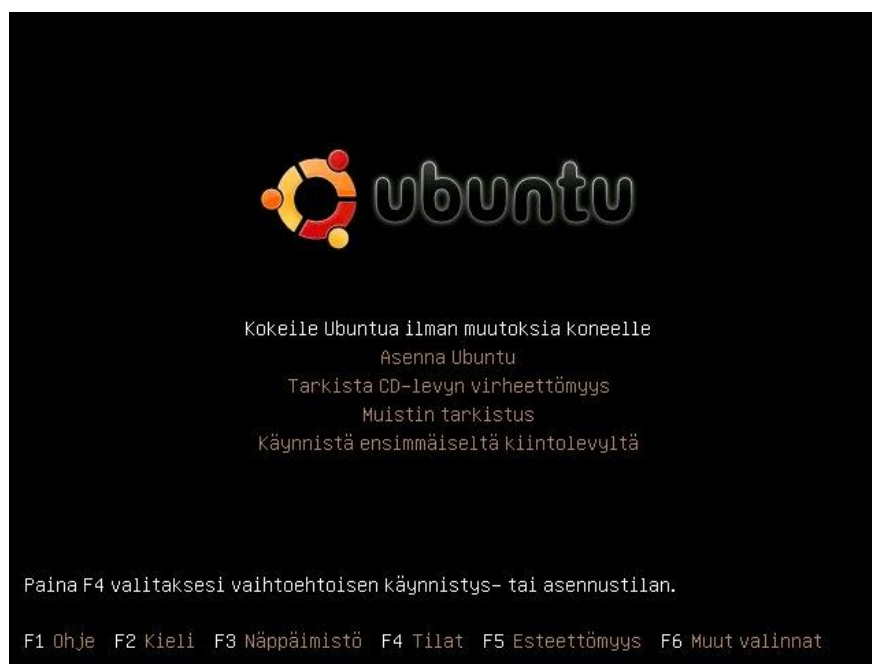 ubuntu
Kokeile Ubuntua ilman muutoksia koneelle
Asenna Ubuntu
Tarkista CD-levyn virheettömyys
Muistin tarkistus
Käynnistä ensimmäiseltä kiintolevyltä
Paina F4 valitaksesi vaihtoehtoisen käynnistys- tai asennustilan.
F1 Ohje F2 Kieli F3 Näppäimistö F4 Tilat F5 Esteettömyys F6 Muut valinnat